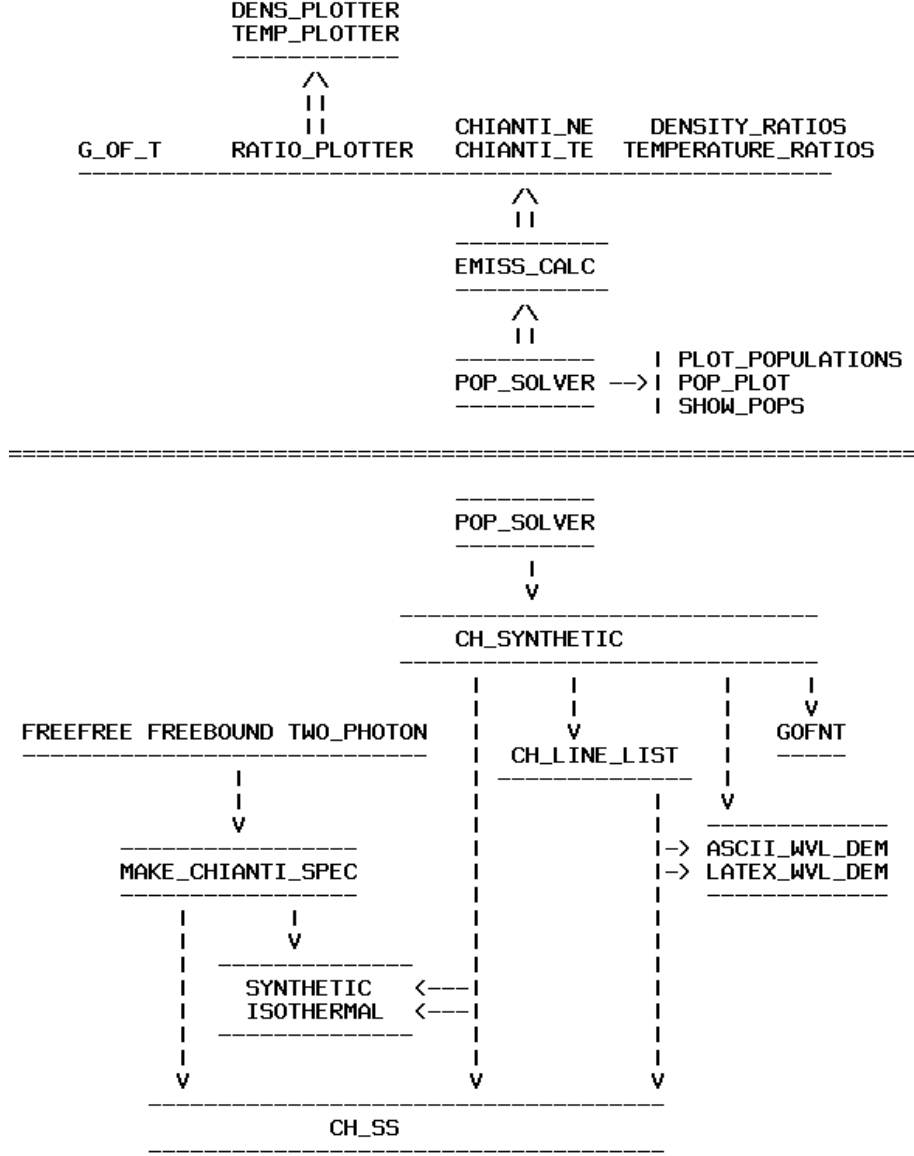 DENS_PLOTTER
TEMP_PLOTTER
CHIANTI_NE DENSITY_RATIOS
G_OF_T RATIO_PLOTTER CHIANTI_TE TEMPERATURE_RATIOS
EMISS_CALC
PLOT_POPULATIONS
POP_SOLVER -->| POP_PLOT
SHOW_POPS
POP_SOLVER
CH_SYNTHETIC
FREEFREE FREEBOUND TWO_PHOTON GOFNT
CH_LINE_LIST
ASCII_WVL_DEM
MAKE_CHIANTI_SPEC LATEX_WVL_DEM
SYNTHETIC
ISOTHERMAL
CH_SS